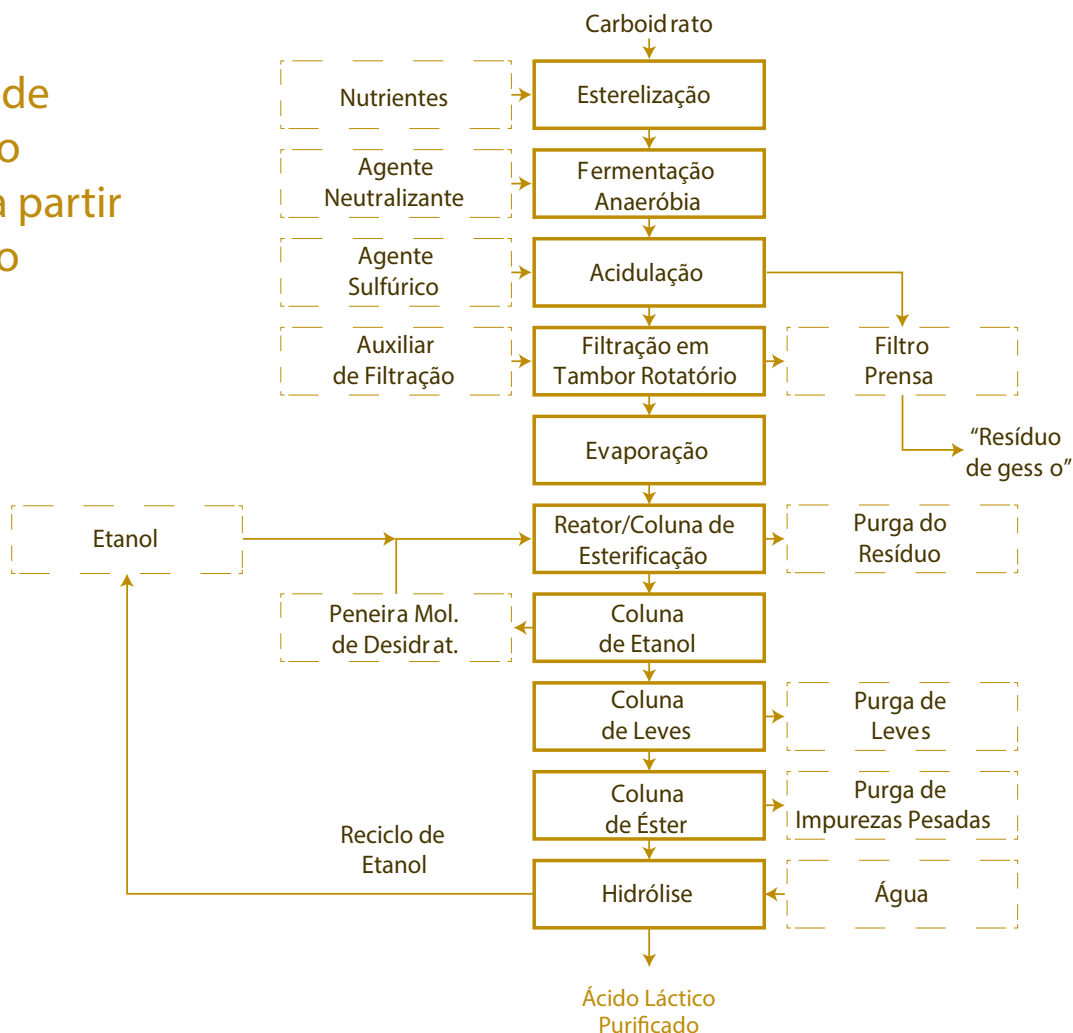 de
o
a partir
o
Carboidrato
Nutrientes
Esterelização
Agente
Neutralizante
Fermentação
Anaeróbia
Agente
Sulfúrico
Acidulação
Auxiliar
de Filtração
Filtração em
Tambor Rotatório
Filtro
Prensa
Evaporação
“Resíduo
de gess o”
Etanol
Reator/Coluna de
Esterificação
Purga do
Resíduo
Peneira Mol.
de Desidrat.
Coluna
de Etanol
Coluna
de Leves
Purga de
Leves
Coluna
de Éster
Purga de
Impurezas Pesadas
Reciclo de
Etanol
Hidrólise
Água
Ácido Láctico
Purificado